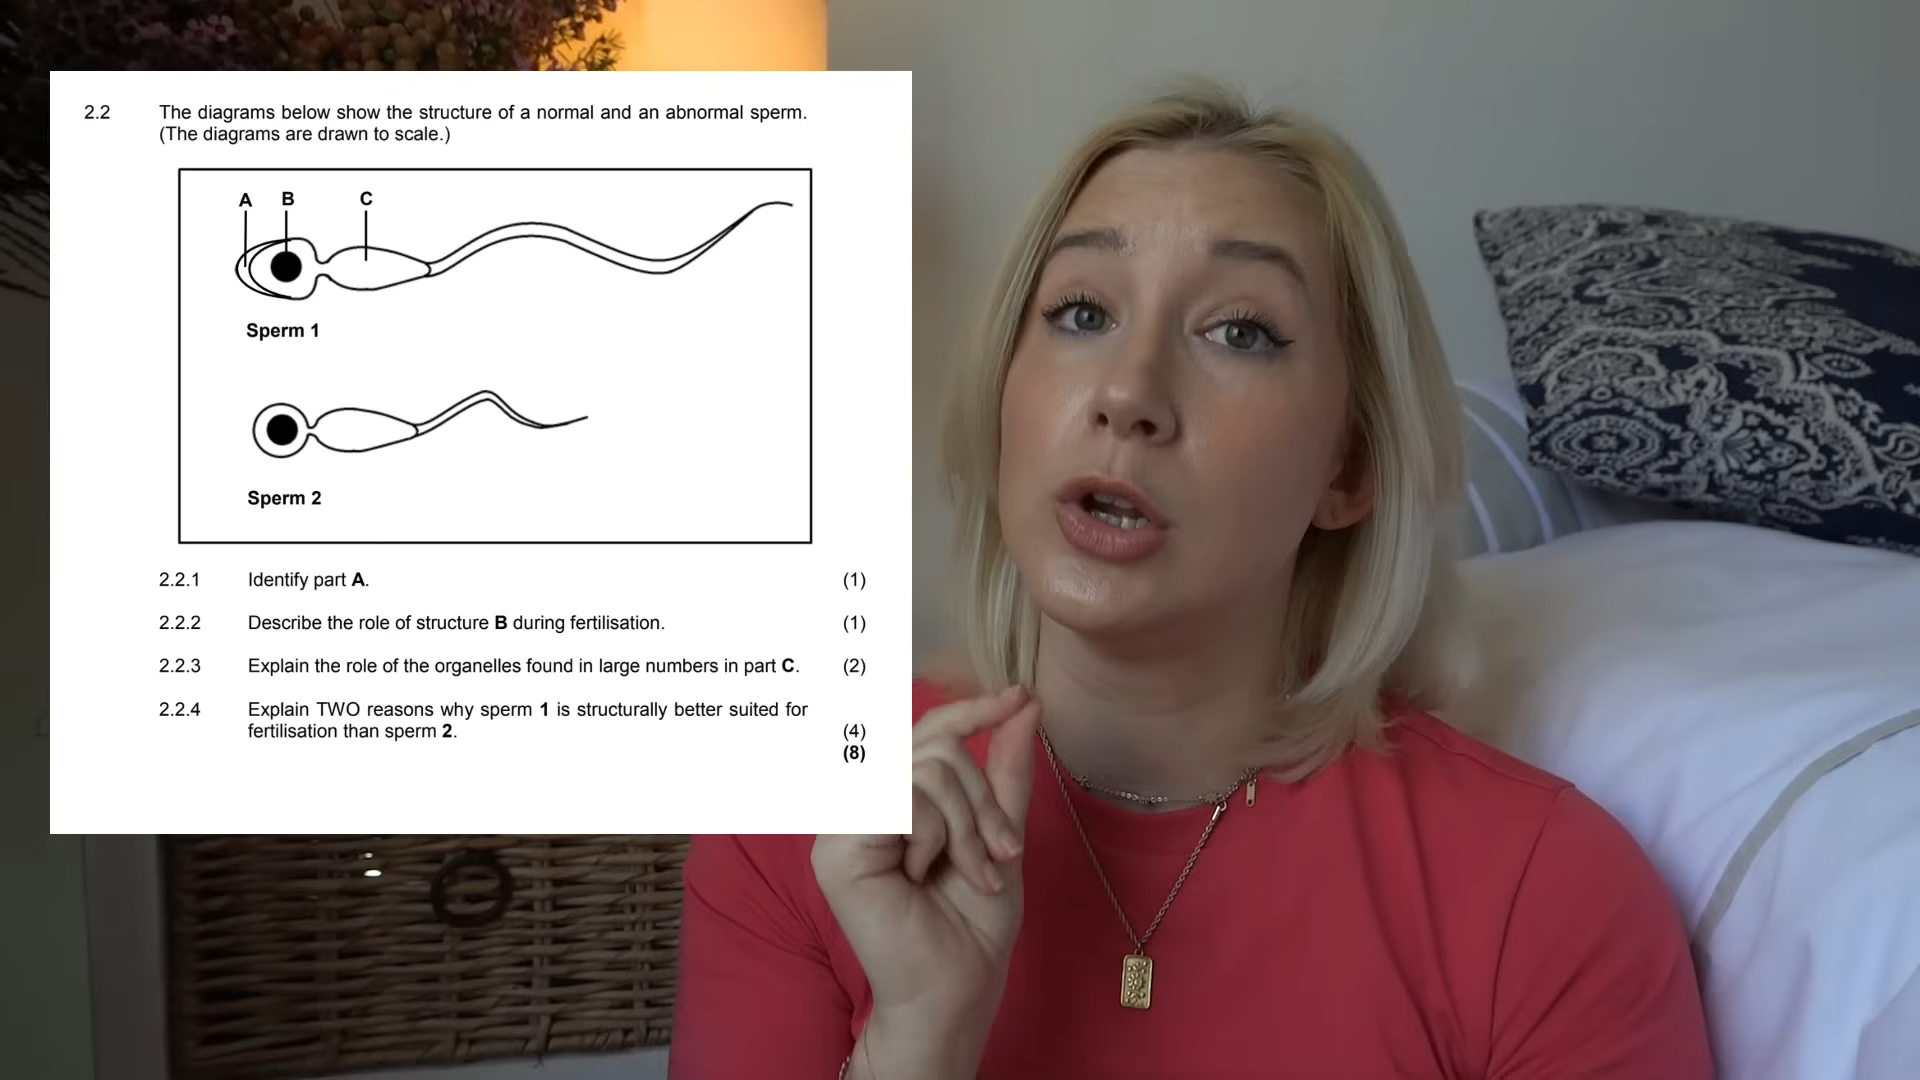 2.2 The diagrams below show the structure of a normal and an abnormal sperm.
(The diagrams are drawn to scale.)
A B C
Sperm 1
Sperm 2
2.2.1 Identify part A. (1)
2.2.2 Describe the role of structure B during fertilisation. (1)
2.2.3 Explain the role of the organelles found in large numbers in part C. (2)
2.2.4 Explain TWO reasons why sperm 1 is structurally better suited for
fertilisation than sperm 2. (4)
(8)